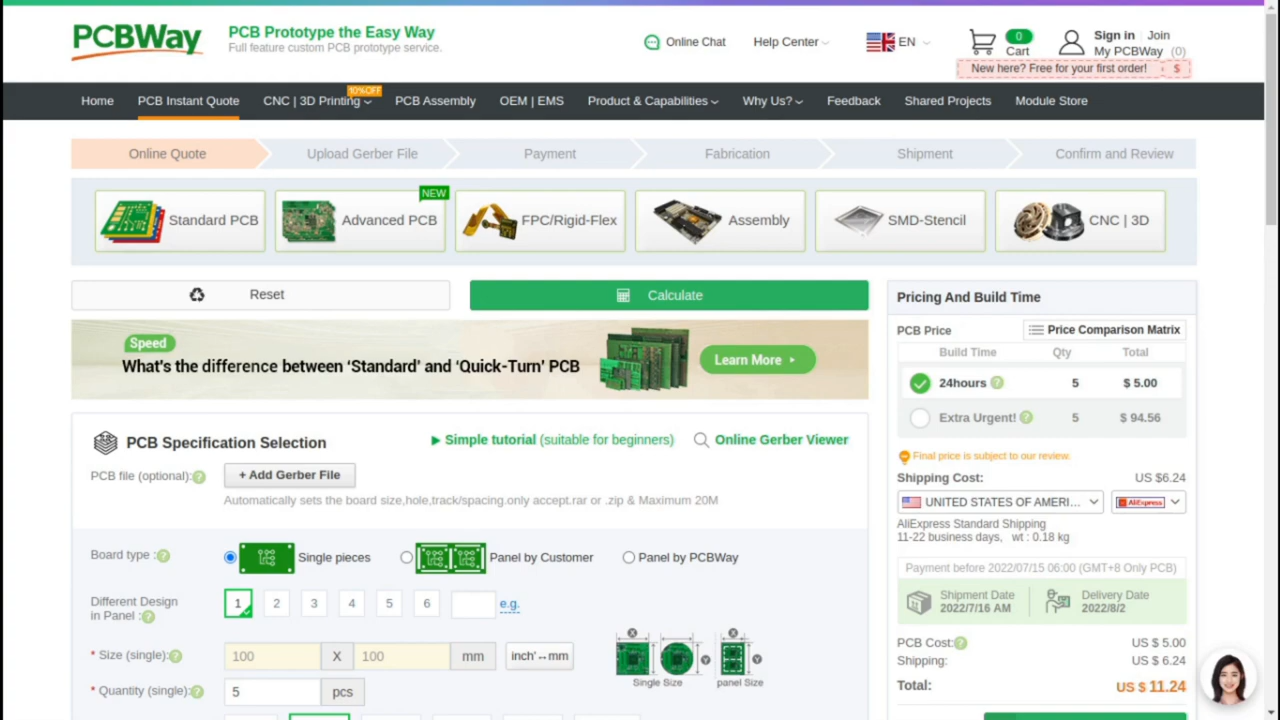 PCBWay
PCB Prototype the Easy Way
Full feature custom PCB prototype service.
Online Chat
Help Center
EN
0
Cart
Sign in
Join
My PCBWay (0)
New here? Free for your first order! $
Home
PCB Instant Quote
CNC | 3D Printing
10%OFF
PCB Assembly
OEM | EMS
Product & Capabilities
Why Us?
Feedback
Shared Projects
Module Store
Online Quote
Upload Gerber File
Payment
Fabrication
Shipment
Confirm and Review
Standard PCB
NEW
Advanced PCB
FPC/Rigid-Flex
Assembly
SMD-Stencil
CNC | 3D
Reset
Calculate
Speed
What's the difference between ‘Standard’ and ‘Quick-Turn’ PCB
Learn More
PCB Specification Selection
Simple tutorial (suitable for beginners)
Online Gerber Viewer
PCB file (optional):?
+ Add Gerber File
Automatically sets the board size,hole,track/spacing.only accept.rar or .zip & Maximum 20M
Board type :?
Single pieces
Panel by Customer
Panel by PCBWay
Different Design
in Panel :?
1 2 3 4 5 6
e.g.
* Size (single):?
100 X 100 mm
inch'↔mm
X X
Y Y
Single Size
panel Size
* Quantity (single):?
5 pcs
Pricing And Build Time
PCB Price
Price Comparison Matrix
Build Time Qty Total
24hours ? 5 $ 5.00
Extra Urgent! ? 5 $ 94.56
Final price is subject to our review.
Shipping Cost: US $6.24
UNITED STATES OF AMERI...
AliExpress
AliExpress Standard Shipping
11-22 business days, wt : 0.18 kg
Payment before 2022/07/15 06:00 (GMT+8 Only PCB)
Shipment Date
2022/7/16 AM
Delivery Date
2022/8/2
PCB Cost:? US $ 5.00
Shipping: US $ 6.24
Total: US $ 11.24